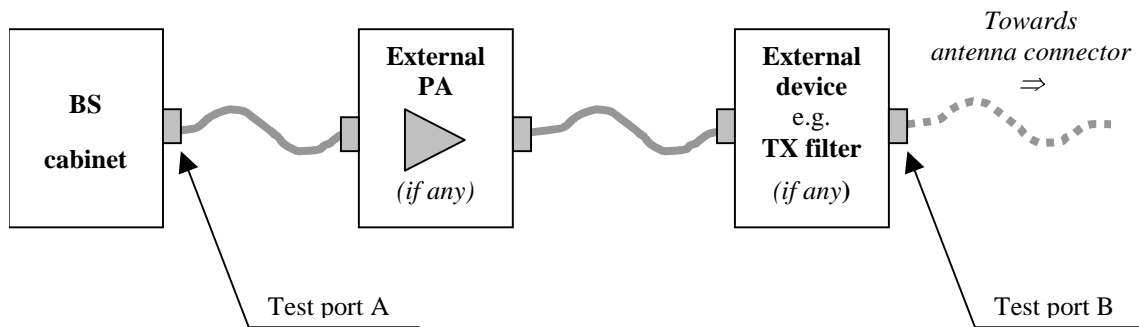 BS
cabinet
External
PA
(if any)
External
device
e.g.
TX filter
(if any)
Towards
antenna connector
⇒
Test port A
Test port B